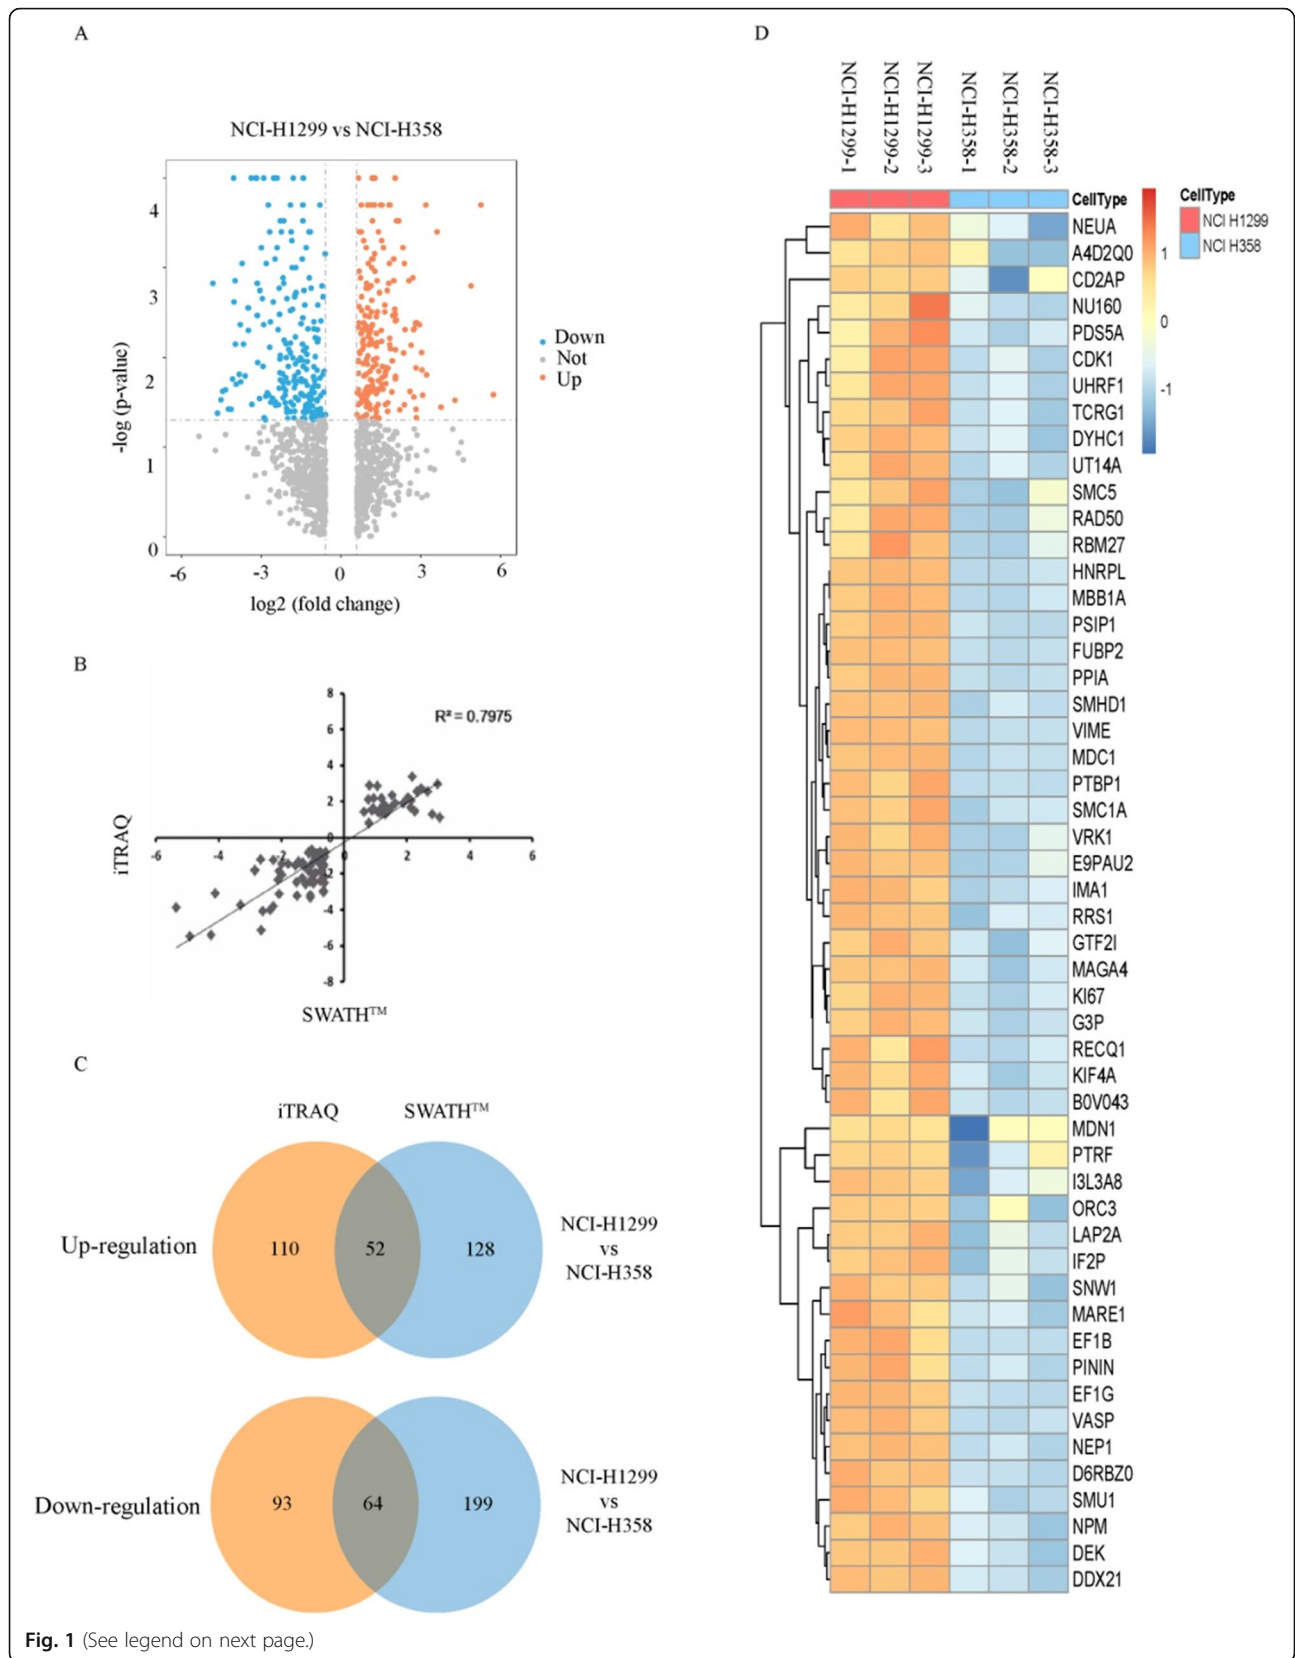 A
NCI-H1299 vs NCI-H358
4
3
2
1
0
-log (p-value)
-6 -3 0 3 6
log2 (fold change)
Down
Not
Up
B
8
6
4
2
0
-2
-4
-6
-8
-6 -4 -2 0 2 4 6
R² = 0.7975
iTRAQ
SWATH™
C
iTRAQ SWATH™
Up-regulation
110 52 128
NCI-H1299
vs
NCI-H358
Down-regulation
93 64 199
NCI-H1299
vs
NCI-H358
D
NCI-H1299-1
NCI-H1299-2
NCI-H1299-3
NCI-H358-1
NCI-H358-2
NCI-H358-3
CellType
NEUA
A4D2Q0
CD2AP
NU160
PDS5A
CDK1
UHRF1
TCRG1
DYHC1
UT14A
SMC5
RAD50
RBM27
HNRPL
MBB1A
PSIP1
FUBP2
PPIA
SMHD1
VIME
MDC1
PTBP1
SMC1A
VRK1
E9PAU2
IMA1
RRS1
GTF2I
MAGA4
KI67
G3P
RECQ1
KIF4A
B0V043
MDN1
PTRF
I3L3A8
ORC3
LAP2A
IF2P
SNW1
MARE1
EF1B
PININ
EF1G
VASP
NEP1
D6RBZ0
SMU1
NPM
DEK
DDX21
1
0
-1
CellType
NCI H1299
NCI H358
Fig. 1 (See legend on next page.)